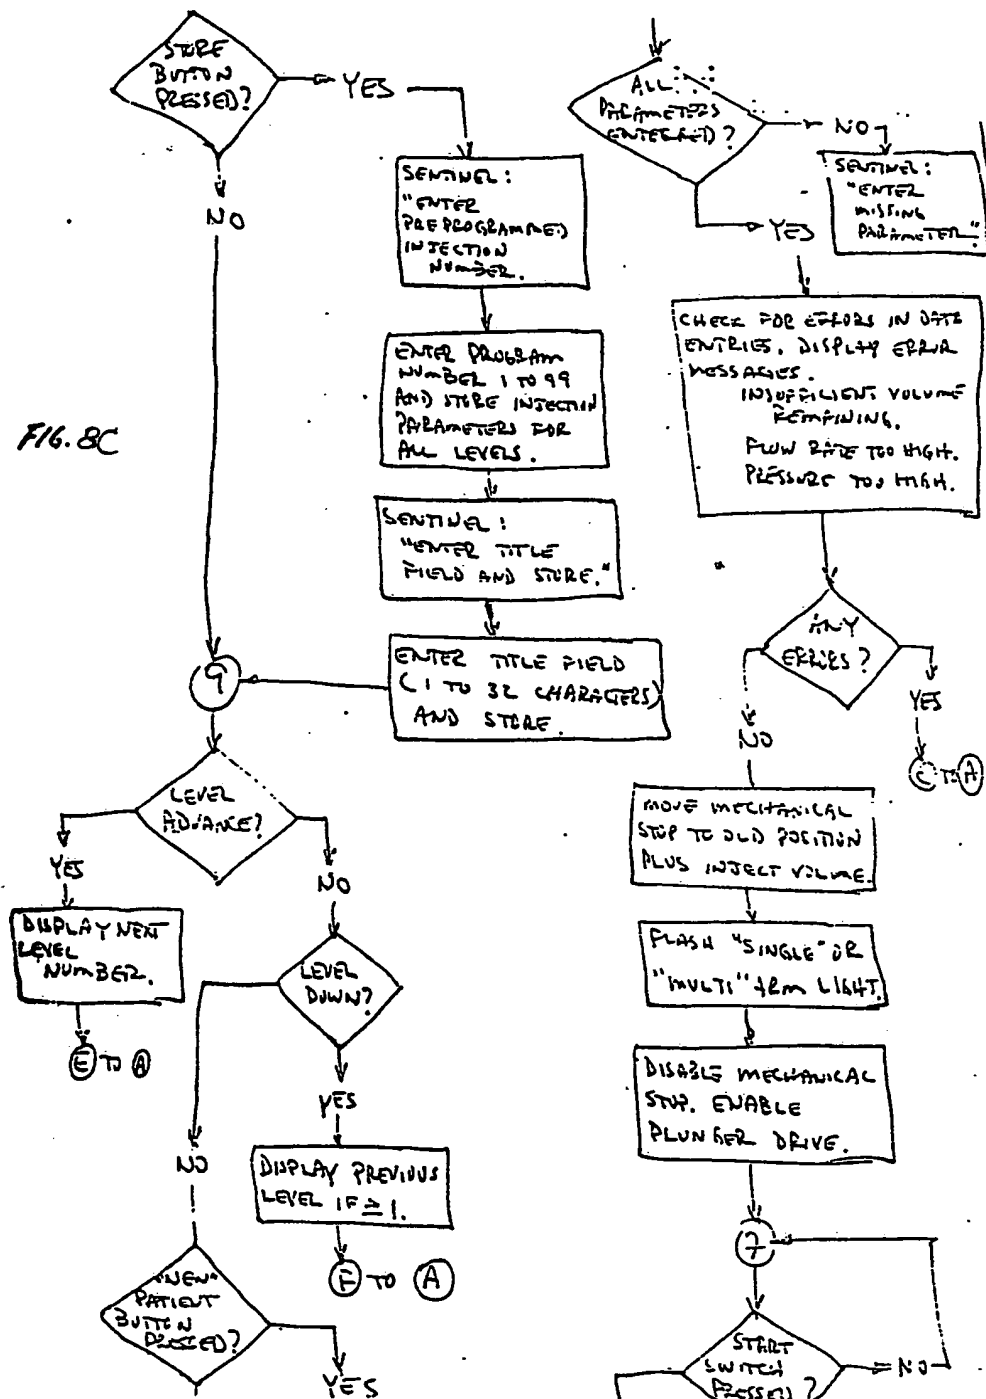 STORE
BUTTON
PRESSED?
YES
NO
SENTINEL:
"ENTER
PREPROGRAMMED
INJECTION
NUMBER.
ENTER PROGRAM
NUMBER 1 TO 99
AND STORE INJECTION
PARAMETERS FOR
ALL LEVELS.
FIG. 8C
SENTINEL:
"ENTER TITLE
FIELD AND STORE."
ENTER TITLE FIELD
(1 TO 32 CHARACTERS)
AND STORE.
9
LEVEL
ADVANCE?
YES
NO
DISPLAY NEXT
LEVEL
NUMBER.
E TO A
LEVEL
DOWN?
YES
NO
DISPLAY PREVIOUS
LEVEL IF ≥ 1.
F TO A
"NEW"
PATIENT
BUTTON
PRESSED?
YES
ALL
PARAMETERS
ENTERED?
NO
YES
SENTINEL:
"ENTER
MISSING
PARAMETER."
CHECK FOR ERRORS IN DATE
ENTRIES. DISPLAY ERROR
MESSAGES.
INSUFFICIENT VOLUME
REMAINING.
FLOW RATE TOO HIGH.
PRESSURE TOO HIGH.
ANY
ERRORS?
YES
NO
C TO A
MOVE MECHANICAL
STOP TO OLD POSITION
PLUS INJECT VOLUME.
FLASH "SINGLE" OR
"MULTI" ARM LIGHT.
DISABLE MECHANICAL
STOP. ENABLE
PLUNGER DRIVE.
7
START
SWITCH
PRESSED?
NO